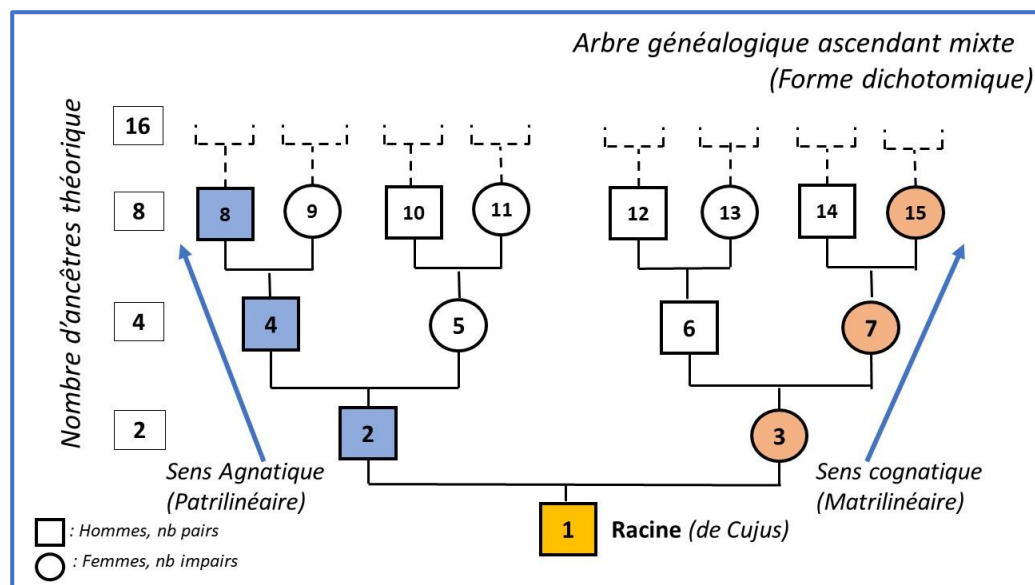 Arbre généalogique ascendant mixte
(Forme dichotomique)
Nombre d'ancêtres théorique
16
8
8
9
10
11
12
13
14
15
4
4
5
6
7
2
2
3
Sens Agnatique
(Patrilinéaire)
Sens cognatique
(Matrilinéaire)
1
Racine (de Cujus)
: Hommes, nb pairs
: Femmes, nb impairs